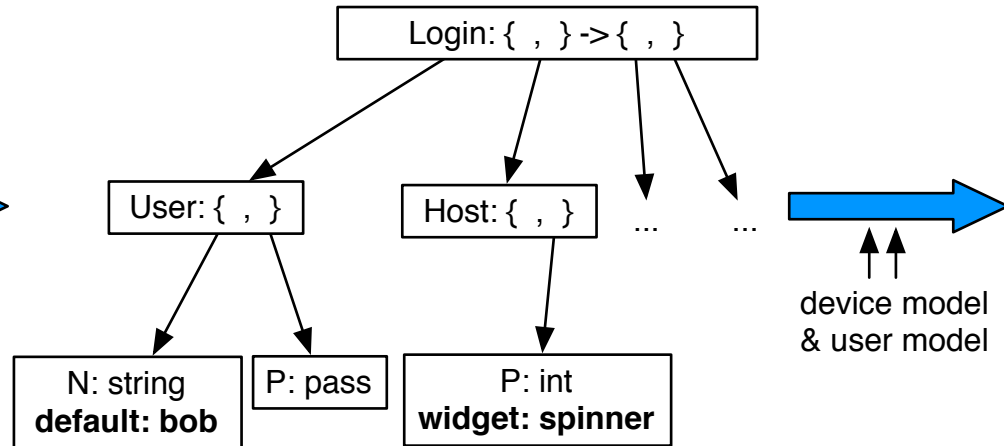 Login: { , } -> { , }
User: { , }
Host: { , }
...
...
device model
& user model
N: string
default: bob
P: pass
P: int
widget: spinner